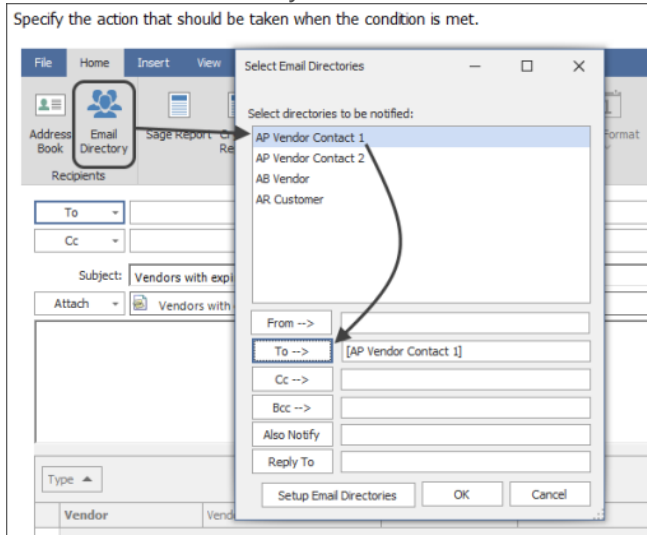 Specify the action that should be taken when the condition is met.
File Home Insert View
Select Email Directories
Address Book
Email Directory
Sage Report
Format
Recipients
Select directories to be notified:
AP Vendor Contact 1
AP Vendor Contact 2
AB Vendor
AR Customer
To
Cc
Subject: Vendors with expi
Attach Vendors with
From -->
To --> [AP Vendor Contact 1]
Cc -->
Bcc -->
Also Notify
Reply To
Setup Email Directories OK Cancel
Type
Vendor Vend